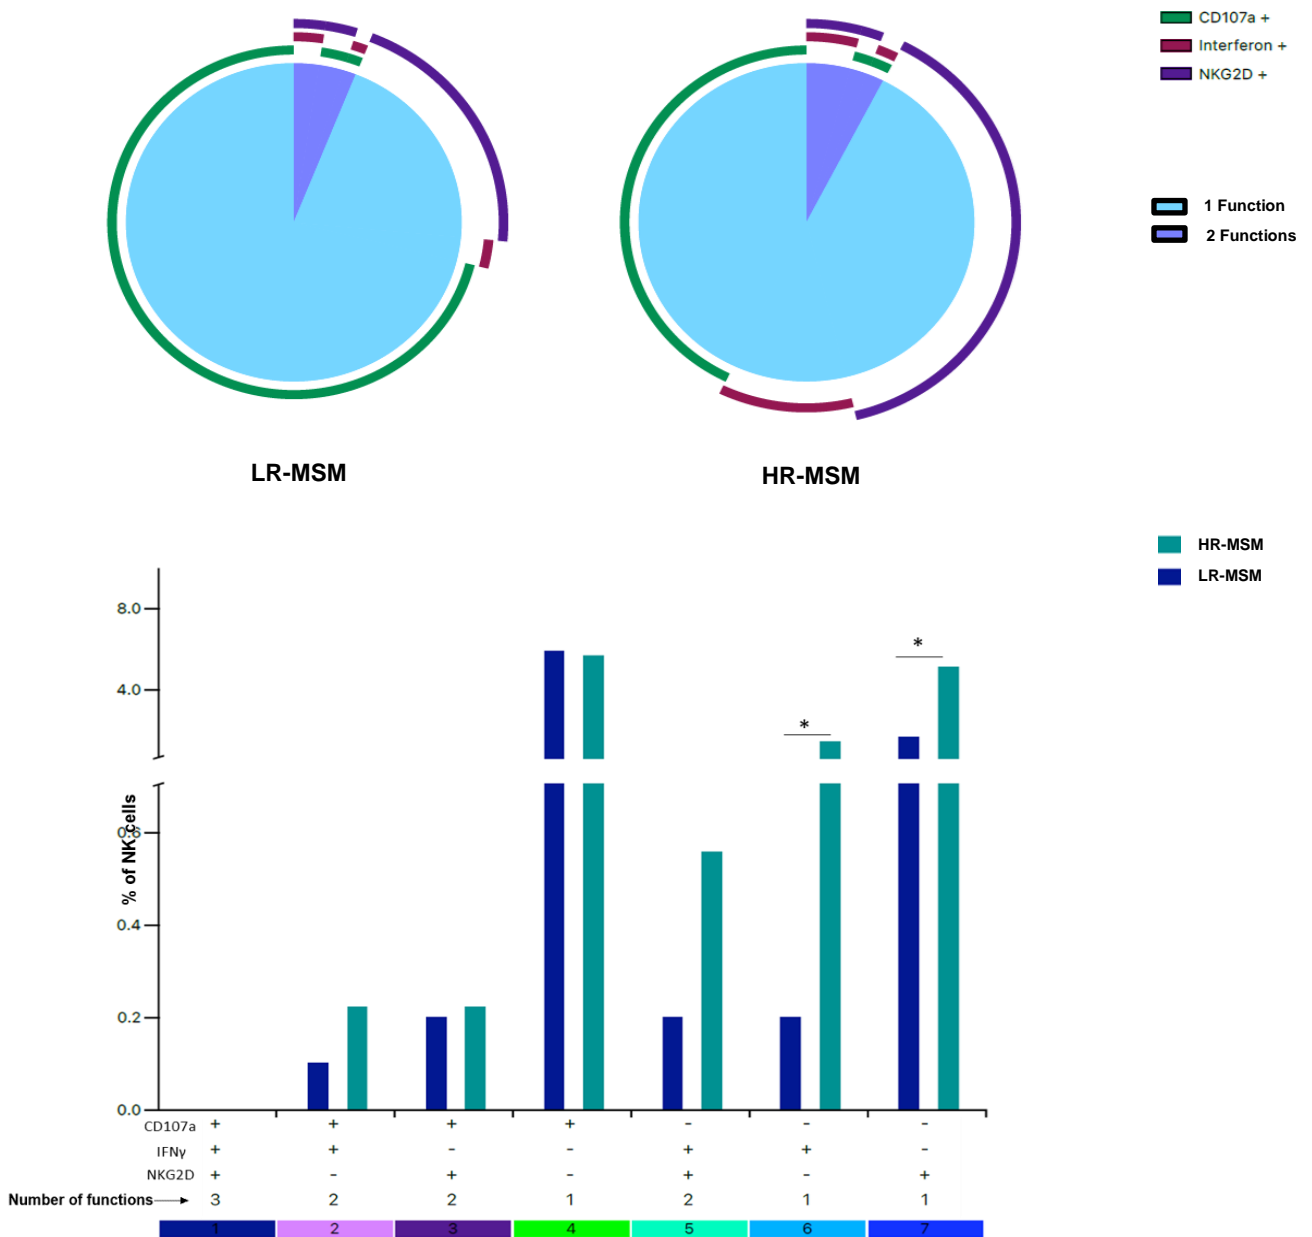 CD107a +
Interferon +
NKG2D +
1 Function
2 Functions
LR-MSM
HR-MSM
HR-MSM
LR-MSM
% of NK cells
8.0
4.0
0.6
0.4
0.2
0.0
*
*
CD107a + + + + - - -
IFNγ + + - - + + -
NKG2D + - + - + - +
Number of functions 3 2 2 1 2 1 1
1 2 3 4 5 6 7